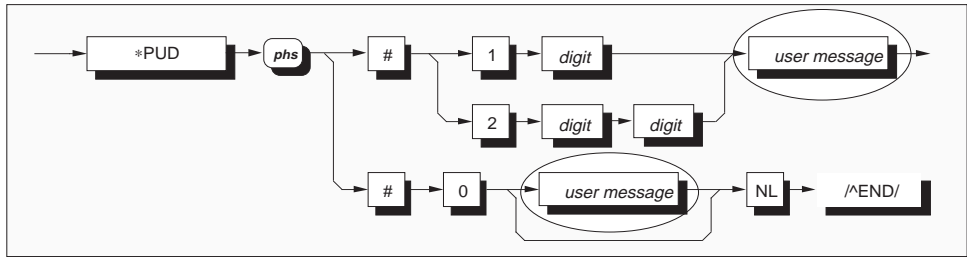 *PUD phs # 1 digit user message
2 digit digit
# 0 user message NL /^END/